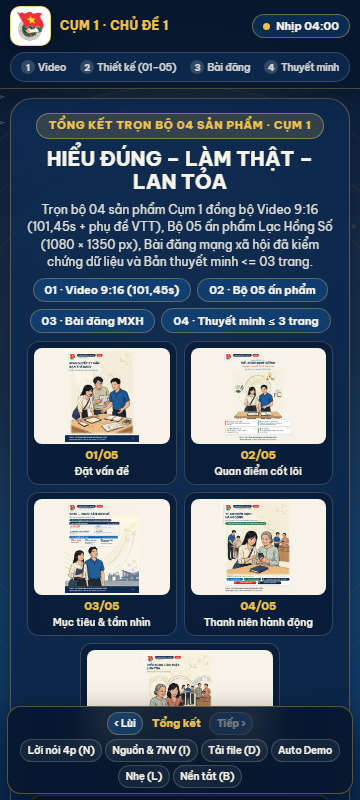 CỤM 1 · CHỦ ĐỀ 1
Nhịp 04:00
1 Video
2 Thiết kế (01–05)
3 Bài đăng
4 Thuyết minh
TỔNG KẾT TRỌN BỘ 04 SẢN PHẨM · CỤM 1
HIỂU ĐÚNG – LÀM THẬT –
LAN TỎA
Trọn bộ 04 sản phẩm Cụm 1 đồng bộ Video 9:16
(101,45s + phụ đề VTT), Bộ 05 ấn phẩm Lạc Hồng Số
(1080 × 1350 px), Bài đăng mạng xã hội đã kiểm
chứng dữ liệu và Bản thuyết minh <= 03 trang.
01 · Video 9:16 (101,45s)
02 · Bộ 05 ấn phẩm
03 · Bài đăng MXH
04 · Thuyết minh ≤ 3 trang
01/05
Đặt vấn đề
02/05
Quan điểm cốt lõi
03/05
Mục tiêu & tầm nhìn
04/05
Thanh niên hành động
‹ Lùi
Tổng kết
Tiếp ›
Lời nói 4p (N)
Nguồn & 7NV (I)
Tải file (D)
Auto Demo
Nhẹ (L)
Nền tắt (B)